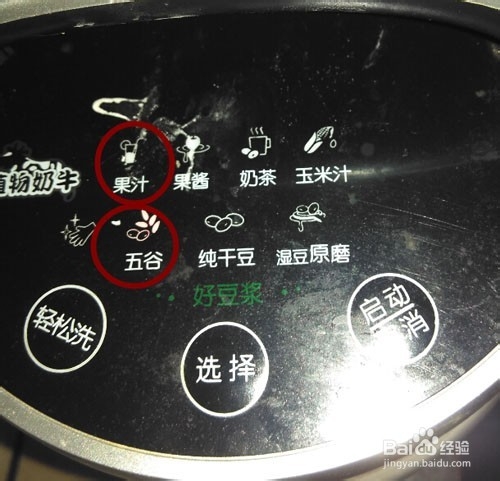 果汁 果酱 奶茶 玉米汁
植物奶牛
五谷 纯干豆 湿豆原磨
好豆浆
轻松洗 选择 启动
消
Baidu经验
jingyan.baidu.com